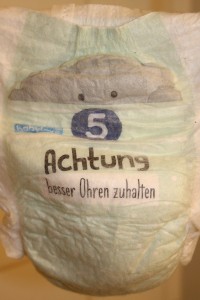 5
Achtung
besser Ohren zuhalten